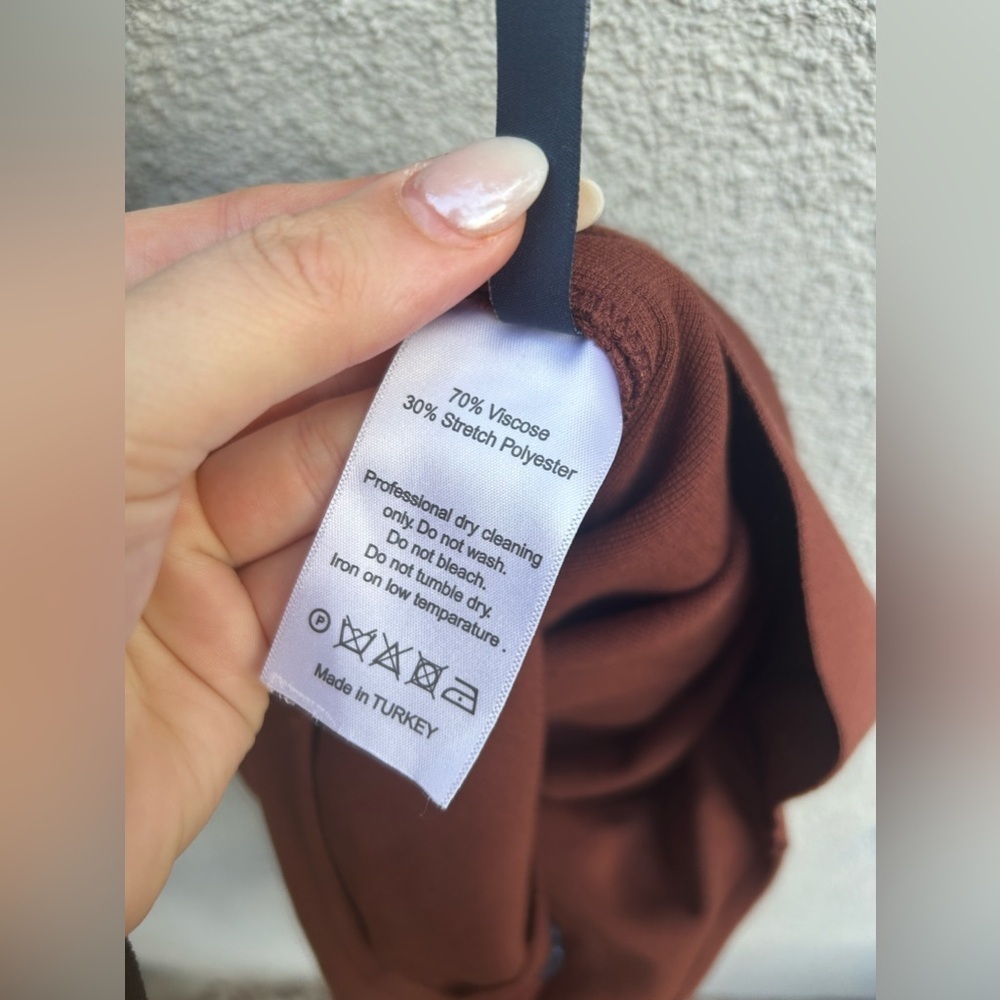 70% Viscose
30% Stretch Polyester
Professional dry cleaning
only. Do not wash.
Do not bleach.
Do not tumble dry.
Iron on low temparature .
P
Made in TURKEY